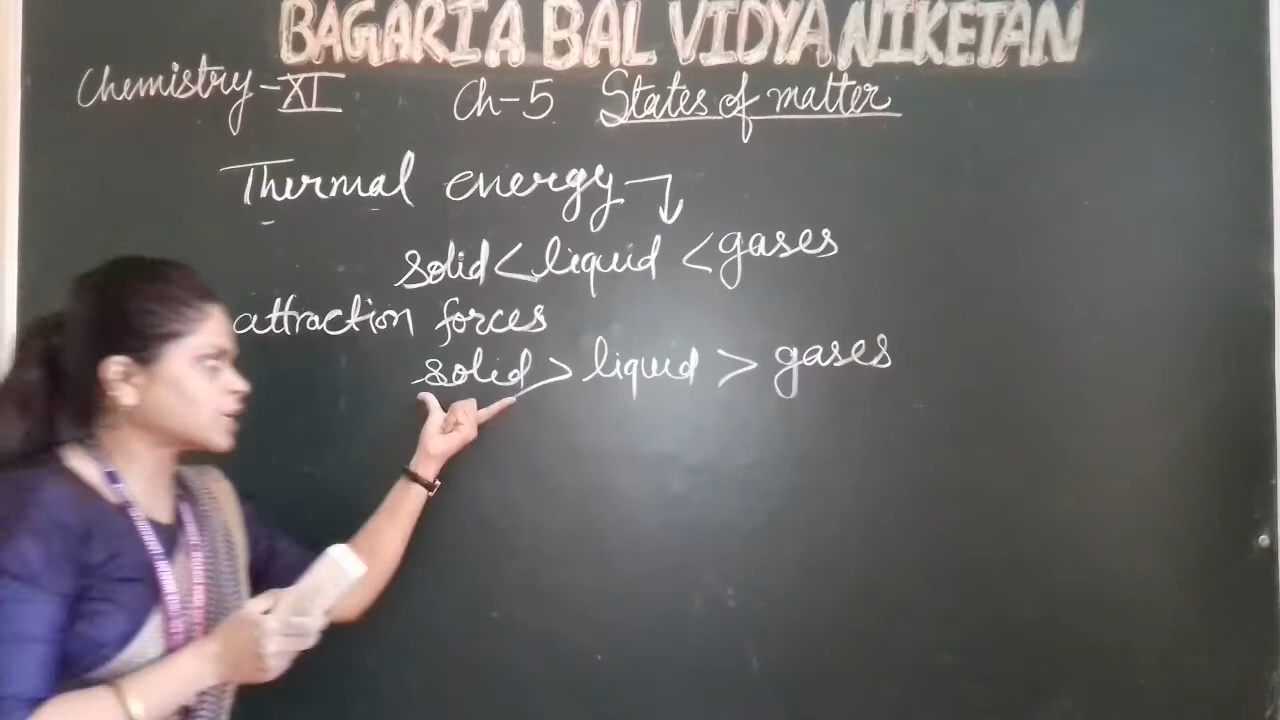 BAGARIA BAL VIDYA NIKETAN
Chemistry-XI Ch-5 States of matter
Thermal energy
solid < liquid < gases
attraction forces
solid > liquid > gases